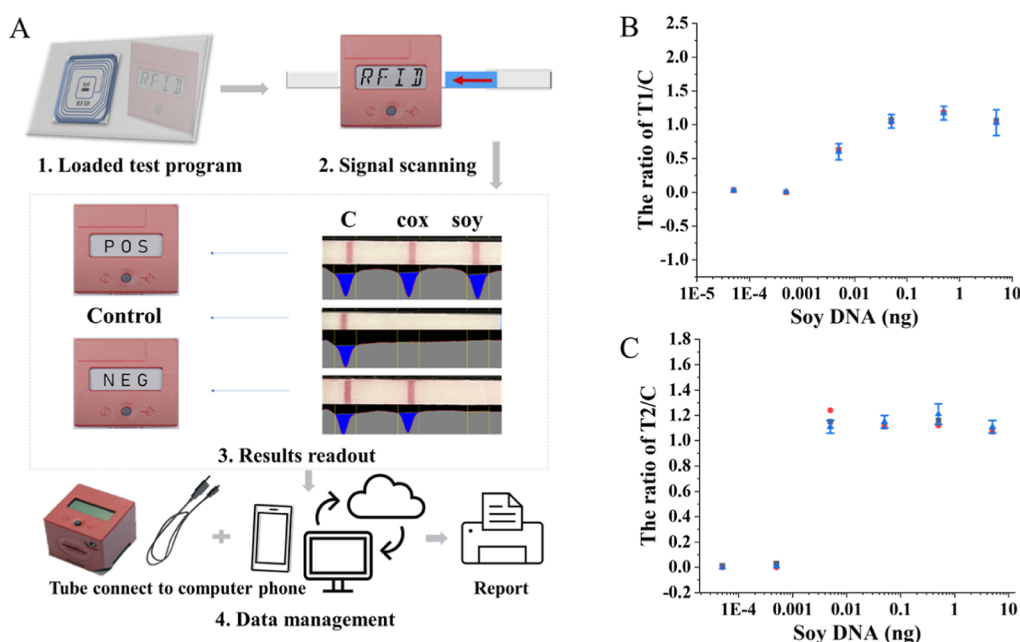 A
RFID
RFID
RFID
1. Loaded test program
2. Signal scanning
C cox soy
POS
Control
NEG
3. Results readout
Tube connect to computer phone
Report
4. Data management
B
The ratio of T1/C
2.5
2.0
1.5
1.0
0.5
0.0
-0.5
-1.0
1E-5 1E-4 0.001 0.01 0.1 1 10
Soy DNA (ng)
C
The ratio of T2/C
1.8
1.6
1.4
1.2
1.0
0.8
0.6
0.4
0.2
0.0
-0.2
1E-4 0.001 0.01 0.1 1 10
Soy DNA (ng)